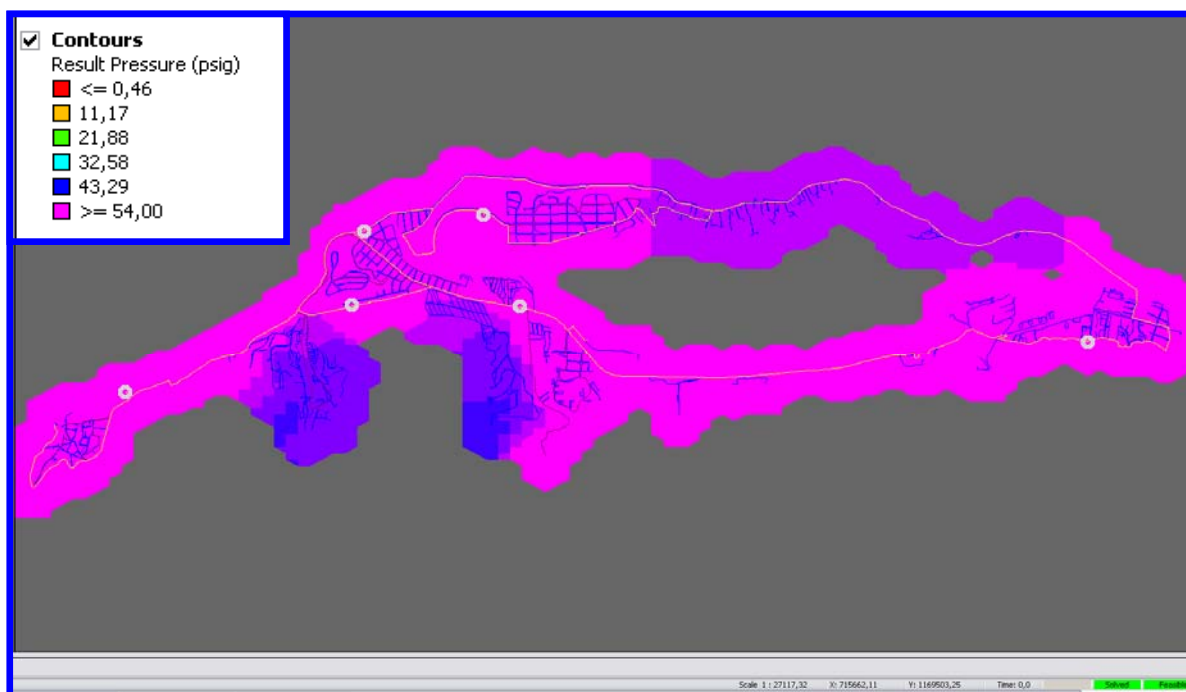 Contours
Result Pressure (psig)
<= 0,46
11,17
21,88
32,58
43,29
>= 54,00
Scale 1 : 27117,32 X: 715662,11 Y: 1169503,25 Time: 0,0 Solved Feasible